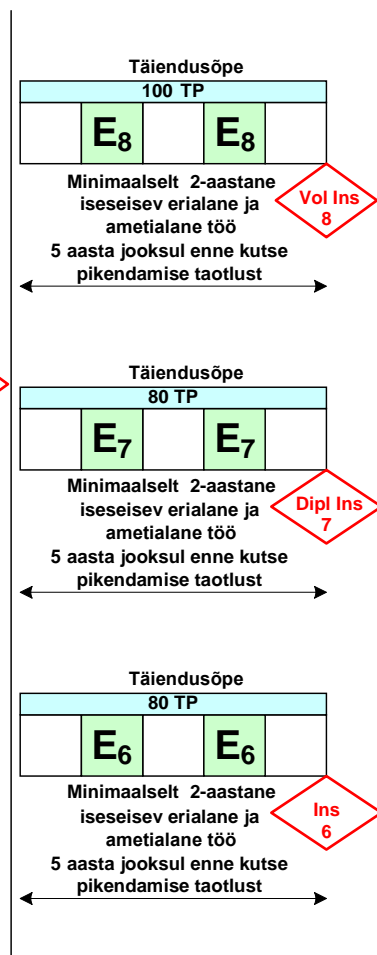 Täiendusõpe
100 TP
E8 E8
Minimaalselt 2-aastane
iseseisev erialane ja
ametialane töö
5 aasta jooksul enne kutse
pikendamise taotlust
Vol Ins
8
Täiendusõpe
80 TP
E7 E7
Minimaalselt 2-aastane
iseseisev erialane ja
ametialane töö
5 aasta jooksul enne kutse
pikendamise taotlust
Dipl Ins
7
Täiendusõpe
80 TP
E6 E6
Minimaalselt 2-aastane
iseseisev erialane ja
ametialane töö
5 aasta jooksul enne kutse
pikendamise taotlust
Ins
6